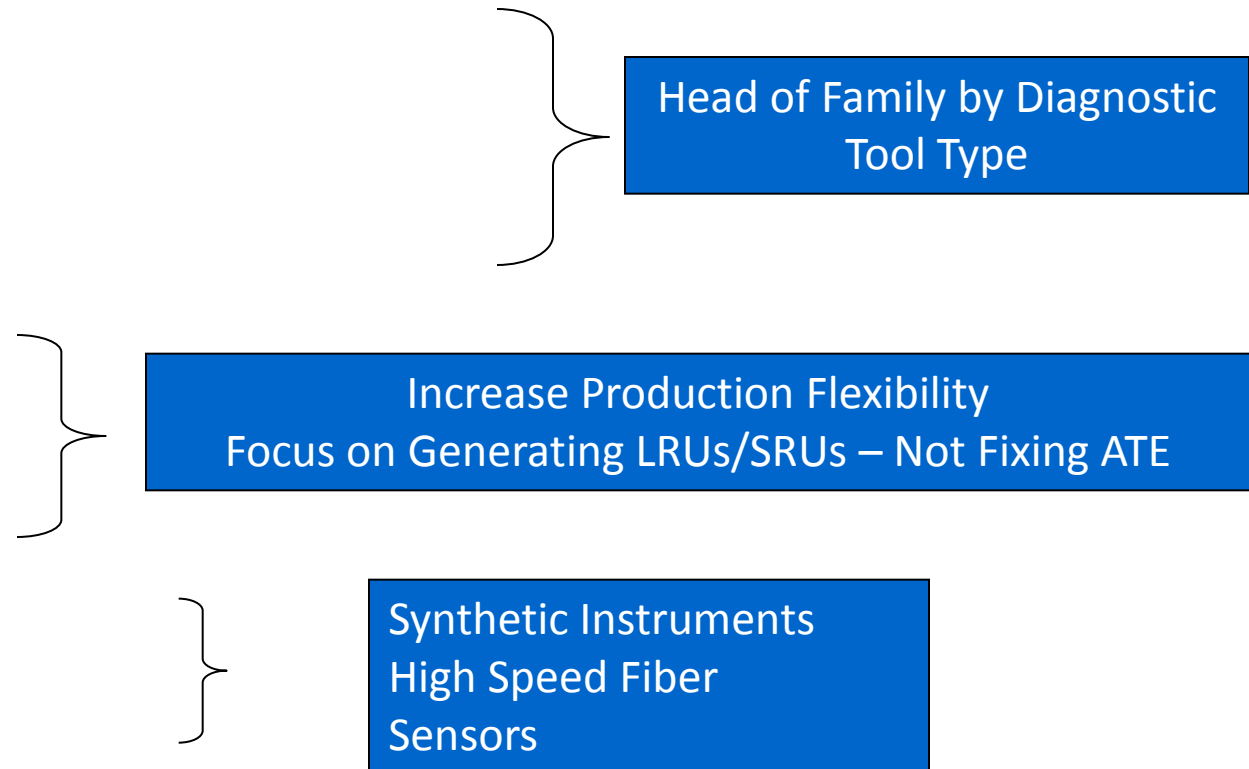 Head of Family by Diagnostic
Tool Type
Increase Production Flexibility
Focus on Generating LRUs/SRUs – Not Fixing ATE
Synthetic Instruments
High Speed Fiber
Sensors